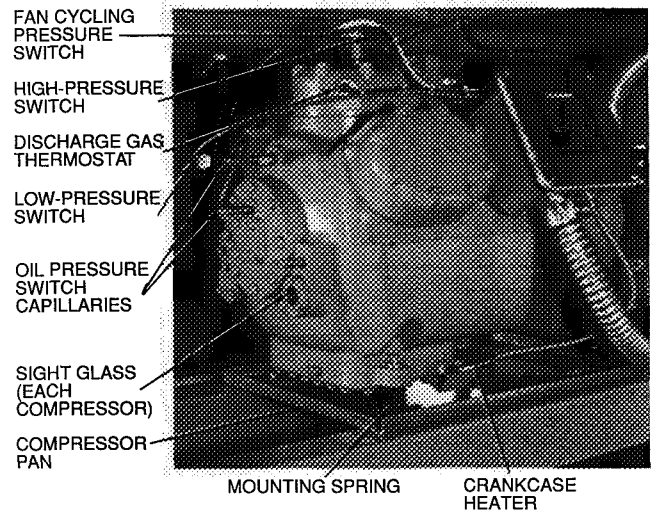 FAN CYCLING
PRESSURE
SWITCH
HIGH-PRESSURE
SWITCH
DISCHARGE GAS
THERMOSTAT
LOW-PRESSURE
SWITCH
OIL PRESSURE
SWITCH
CAPILLARIES
SIGHT GLASS
(EACH
COMPRESSOR)
COMPRESSOR
PAN
MOUNTING SPRING
CRANKCASE
HEATER